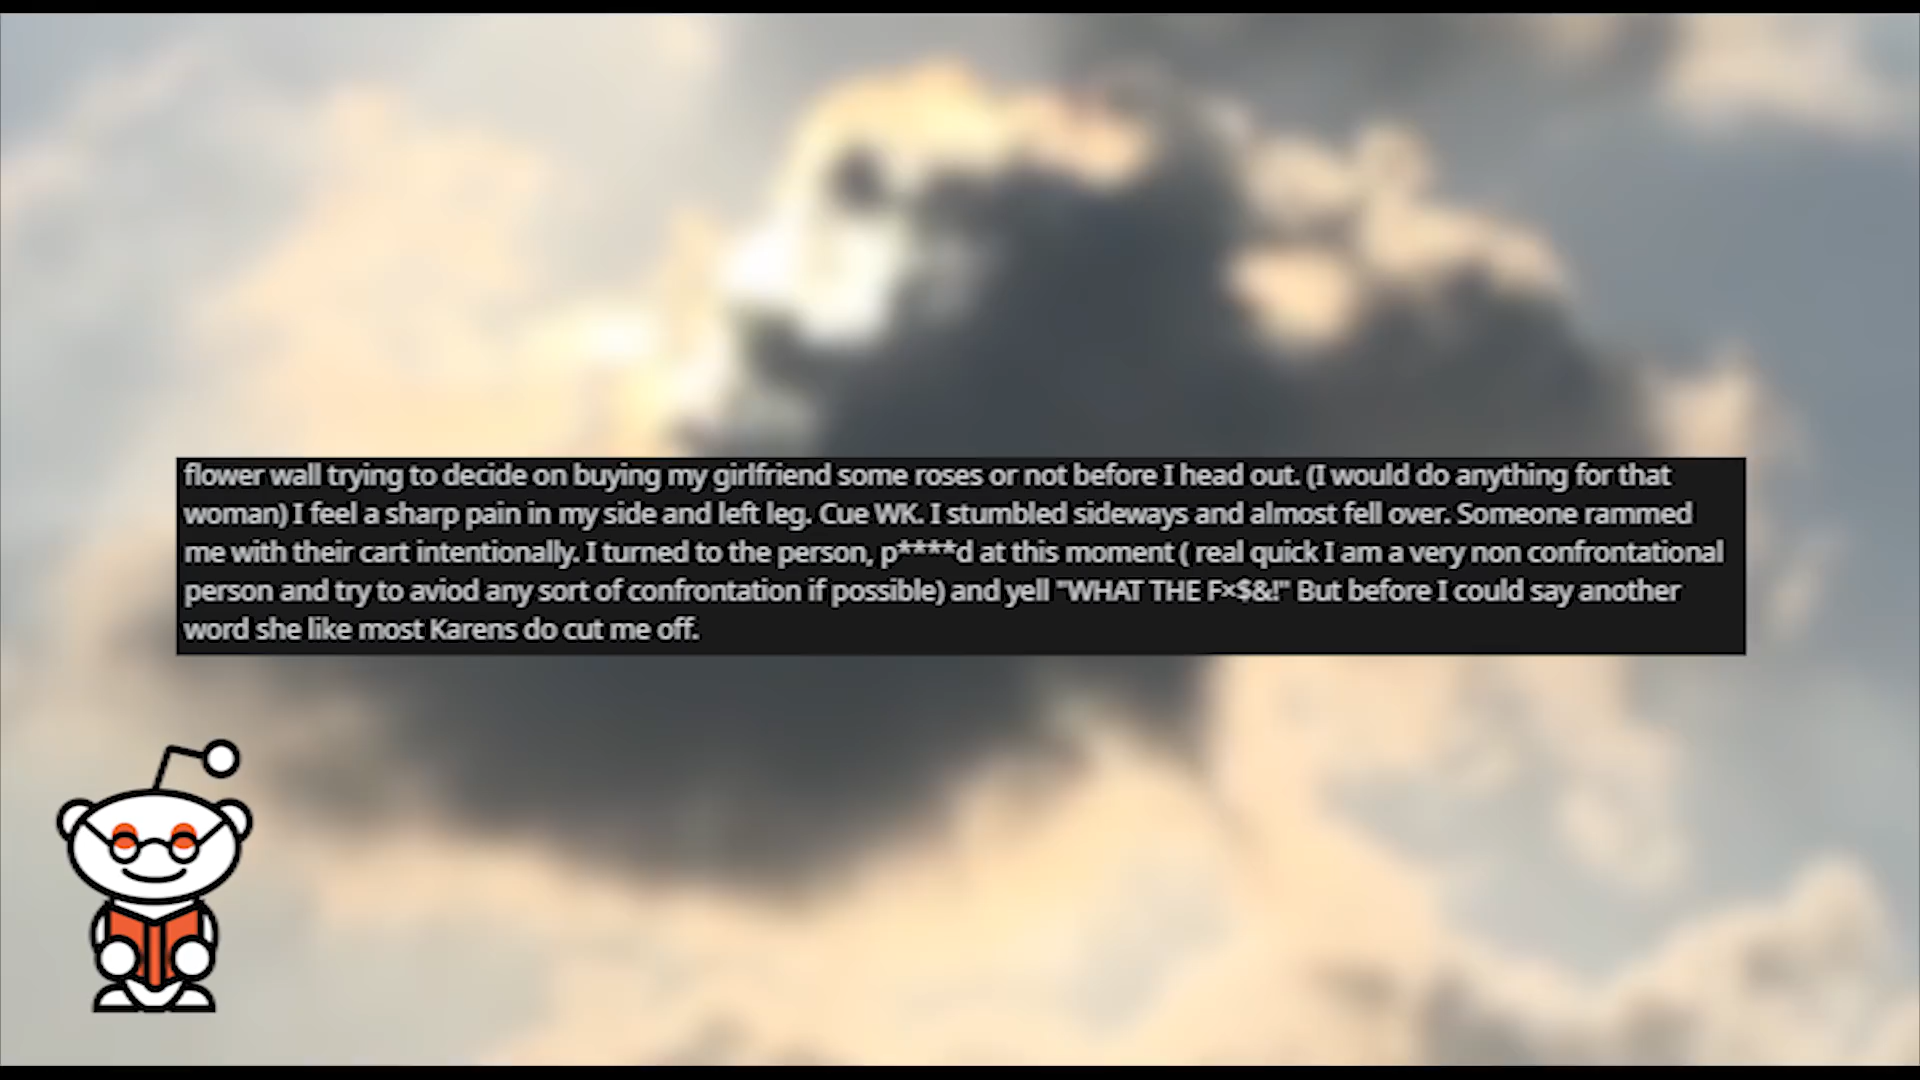 flower wall trying to decide on buying my girlfriend some roses or not before I head out. (I would do anything for that
woman) I feel a sharp pain in my side and left leg. Cue WK. I stumbled sideways and almost fell over. Someone rammed
me with their cart intentionally. I turned to the person, p****d at this moment ( real quick I am a very non confrontational
person and try to aviod any sort of confrontation if possible) and yell "WHAT THE F×$&!" But before I could say another
word she like most Karens do cut me off.